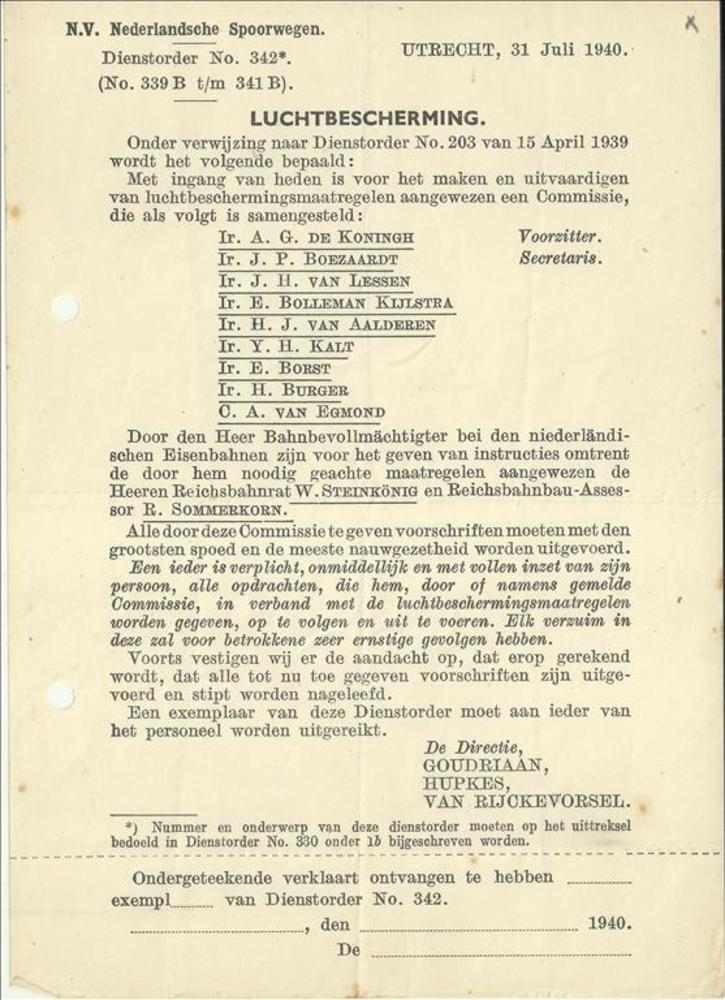 N.V. Nederlandsche Spoorwegen.
Dienstorder No. 342*.
UTRECHT, 31 Juli 1940.
(No. 339 B t/m 341 B).
LUCHTBESCHERMING.
Onder verwijzing naar Dienstorder No. 203 van 15 April 1939
wordt het volgende bepaald:
Met ingang van heden is voor het maken en uitvaardigen
van luchtbeschermingsmaatregelen aangewezen een Commissie,
die als volgt is samengesteld:
Ir. A. G. DE KONINGH Voorzitter.
Ir. J. P. BOEZAARDT Secretaris.
Ir. J. H. VAN LESSEN
Ir. E. BOLLEMAN KIJLSTRA
Ir. H. J. VAN AALDEREN
Ir. Y. H. KALT
Ir. E. BORST
Ir. H. BURGER
C. A. VAN EGMOND
Door den Heer Bahnbevollmächtigter bei den niederländi-
schen Eisenbahnen zijn voor het geven van instructies omtrent
de door hem noodig geachte maatregelen aangewezen de
Heeren Reichsbahnrat W. STEINKÖNIG en Reichsbahnbau-Asses-
sor R. SOMMERKORN.
Alle door deze Commissie te geven voorschriften moeten met den
grootsten spoed en de meeste nauwgezetheid worden uitgevoerd.
Een ieder is verplicht, onmiddellijk en met vollen inzet van zijn
persoon, alle opdrachten, die hem, door of namens gemelde
Commissie, in verband met de luchtbeschermingsmaatregelen
worden gegeven, op te volgen en uit te voeren. Elk verzuim in
deze zal voor betrokkene zeer ernstige gevolgen hebben.
Voorts vestigen wij er de aandacht op, dat erop gerekend
wordt, dat alle tot nu toe gegeven voorschriften zijn uitge-
voerd en stipt worden nageleefd.
Een exemplaar van deze Dienstorder moet aan ieder van
het personeel worden uitgereikt.
De Directie,
GOUDRIAAN,
HUPKES,
VAN RIJCKEVORSEL.
*) Nummer en onderwerp van deze dienstorder moeten op het uittreksel
bedoeld in Dienstorder No. 330 onder 1b bijgeschreven worden.
Ondergeteekende verklaart ontvangen te hebben
exempl. van Dienstorder No. 342.
, den 1940.
De